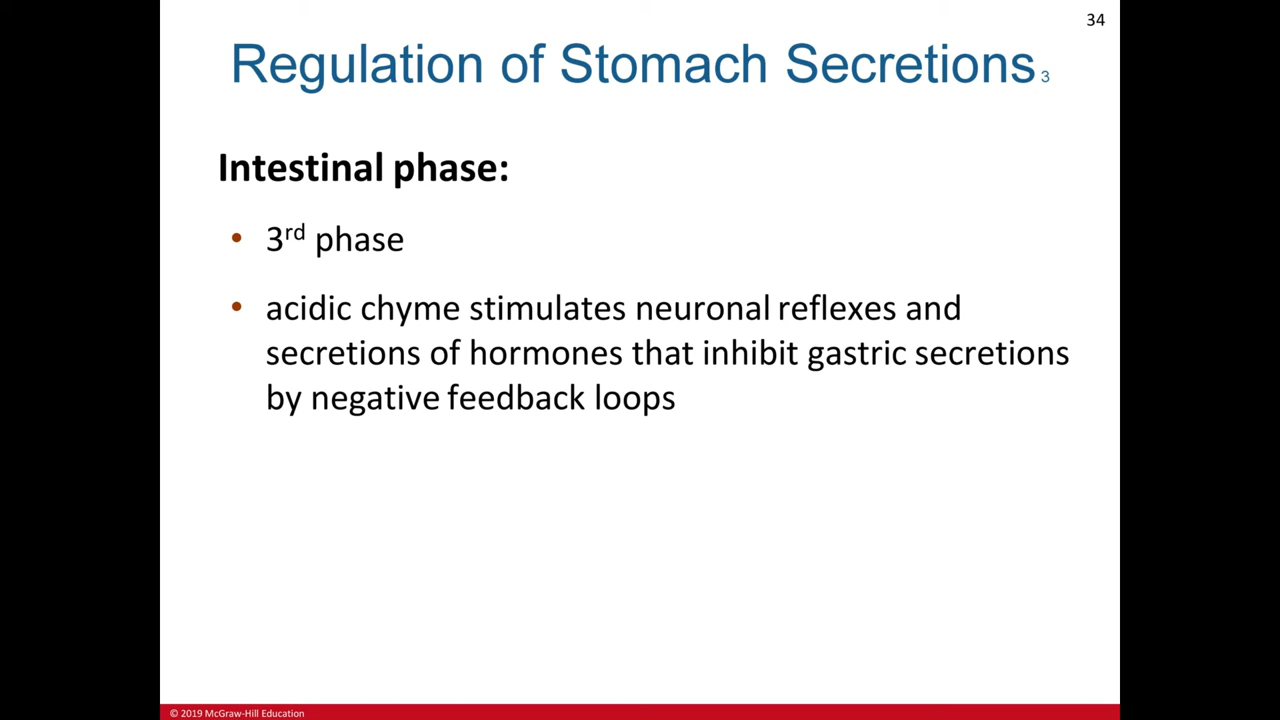 34
Regulation of Stomach Secretions 3
Intestinal phase:
• 3rd phase
• acidic chyme stimulates neuronal reflexes and
secretions of hormones that inhibit gastric secretions
by negative feedback loops
© 2019 McGraw-Hill Education